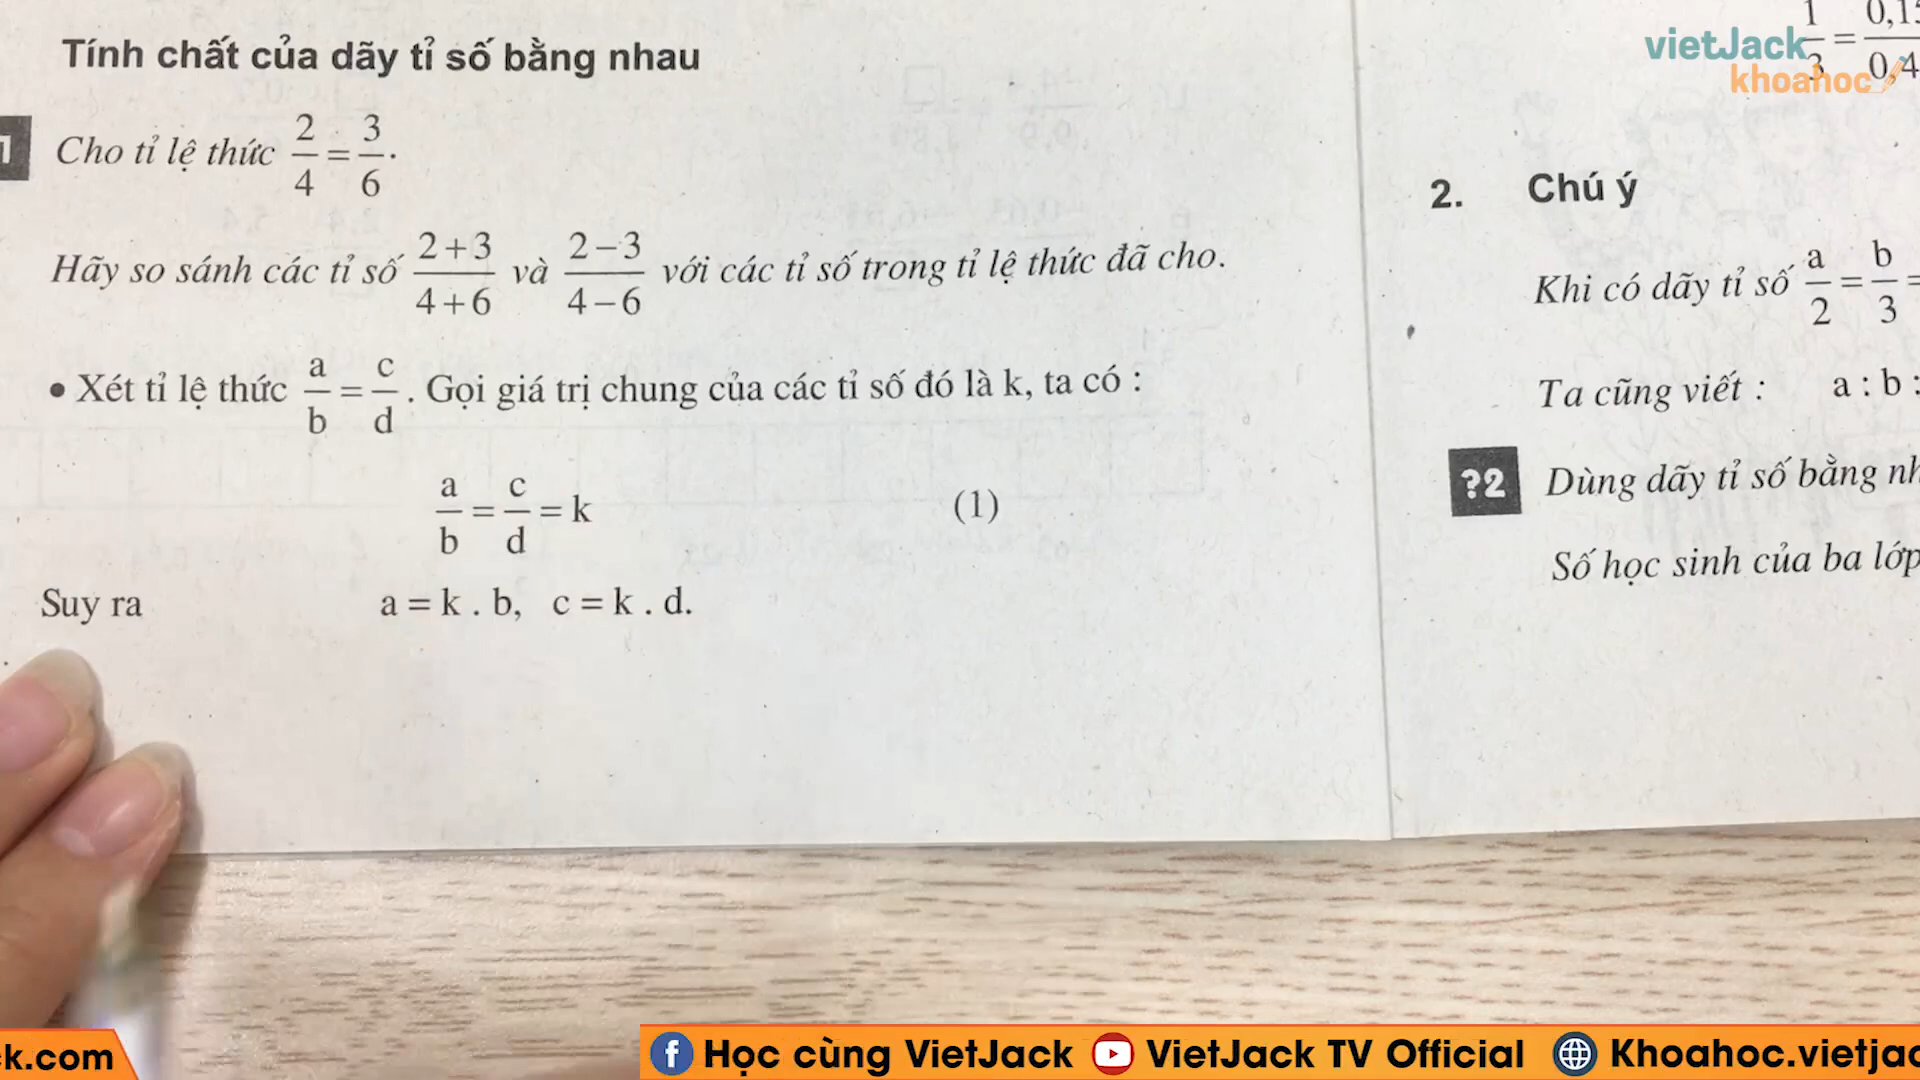 Tính chất của dãy tỉ số bằng nhau
Cho tỉ lệ thức 2/4 = 3/6.
Hãy so sánh các tỉ số (2+3)/(4+6) và (2−3)/(4−6) với các tỉ số trong tỉ lệ thức đã cho.
• Xét tỉ lệ thức a/b = c/d. Gọi giá trị chung của các tỉ số đó là k, ta có :
a/b = c/d = k (1)
Suy ra a = k . b, c = k . d.
vietJack
khoahoc
1/3 =
2. Chú ý
Khi có dãy tỉ số a/2 = b/3 =
Ta cũng viết : a : b :
?2 Dùng dãy tỉ số bằng
Số học sinh của ba lớp
k.com
Học cùng VietJack VietJack TV Official Khoahoc.vietjac